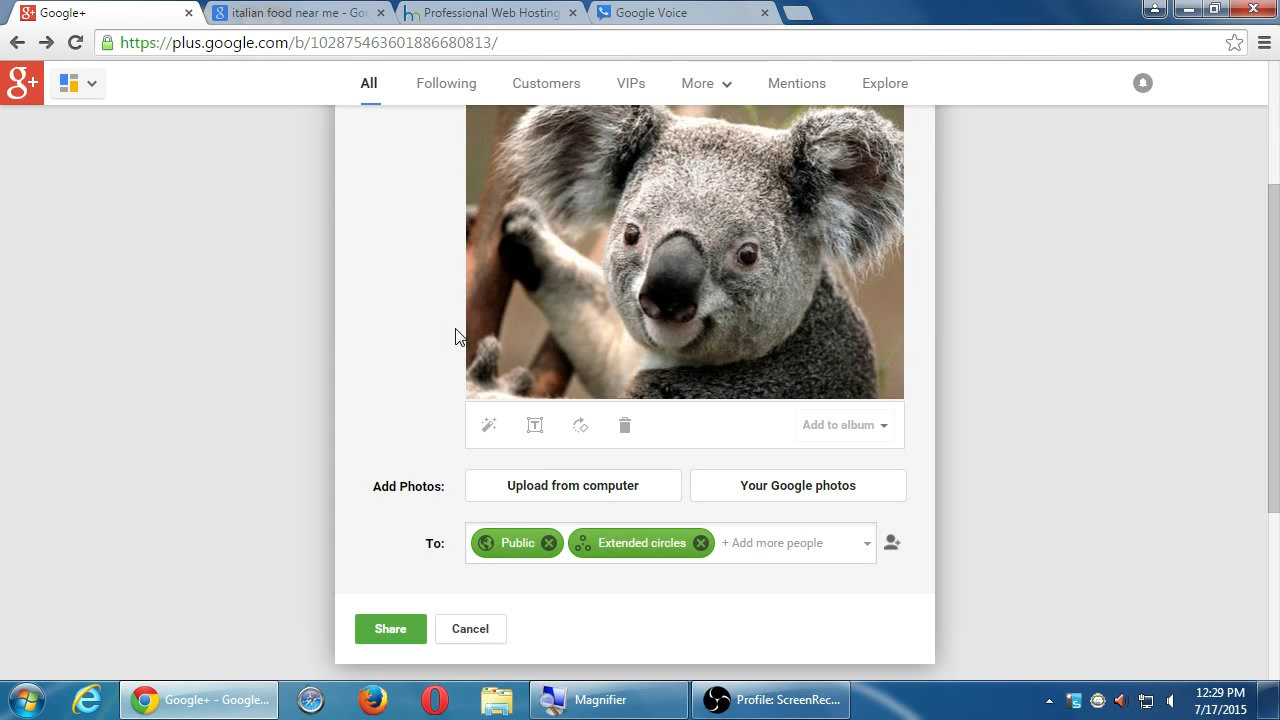 Google+
italian food near me - Goo
Professional Web Hosting
Google Voice
https://plus.google.com/b/102875463601886680813/
g+
All
Following
Customers
VIPs
More
Mentions
Explore
T
Add to album
Add Photos:
Upload from computer
Your Google photos
To:
Public
Extended circles
+ Add more people
Share
Cancel
Google+ - Google...
Magnifier
Profile: ScreenRec...
12:29 PM
7/17/2015